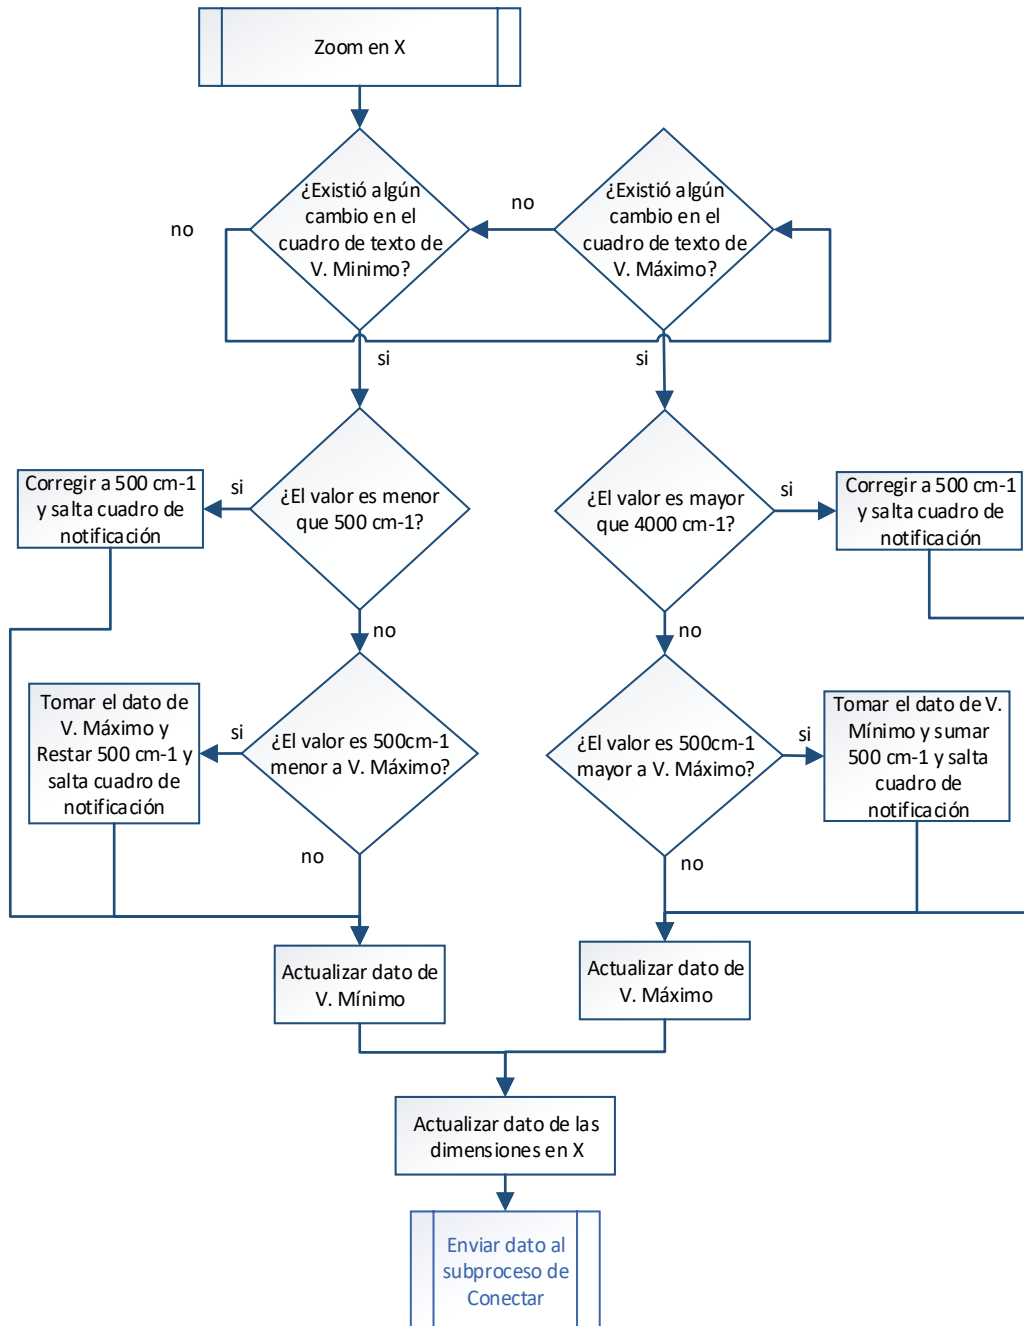 Zoom en X
¿Existió algún
cambio en el
cuadro de texto de
V. Minimo?
¿Existió algún
cambio en el
cuadro de texto de
V. Máximo?
no
no
si
si
Corregir a 500 cm-1
y salta cuadro de
notificación
si
¿El valor es menor
que 500 cm-1?
¿El valor es mayor
que 4000 cm-1?
si
Corregir a 500 cm-1
y salta cuadro de
notificación
no
no
Tomar el dato de
V. Máximo y
Restar 500 cm-1 y
salta cuadro de
notificación
si
¿El valor es 500cm-1
menor a V. Máximo?
¿El valor es 500cm-1
mayor a V. Máximo?
si
Tomar el dato de V.
Mínimo y sumar
500 cm-1 y salta
cuadro de
notificación
no
no
Actualizar dato de
V. Mínimo
Actualizar dato de
V. Máximo
Actualizar dato de las
dimensiones en X
Enviar dato al
subproceso de
Conectar